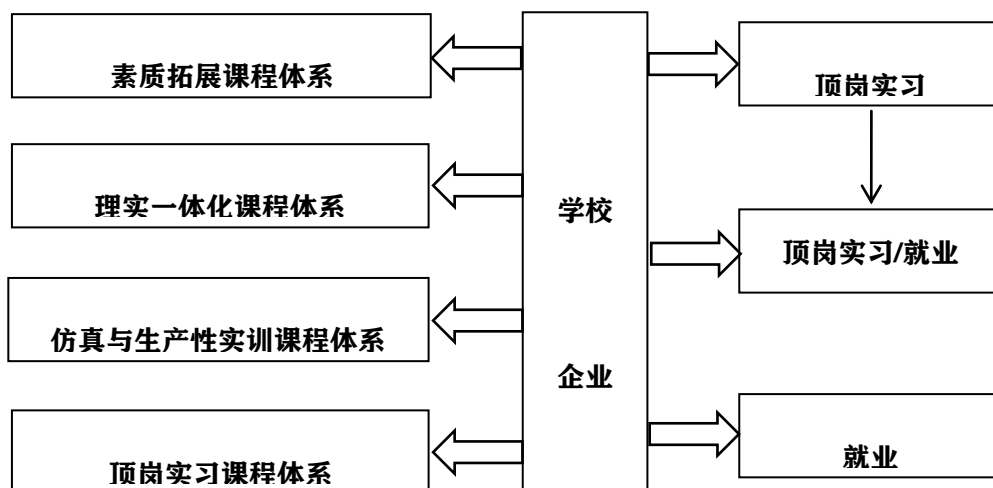 素质拓展课程体系
理实一体化课程体系
仿真与生产性实训课程体系
顶岗实习课程体系
学校
企业
顶岗实习
顶岗实习/就业
就业